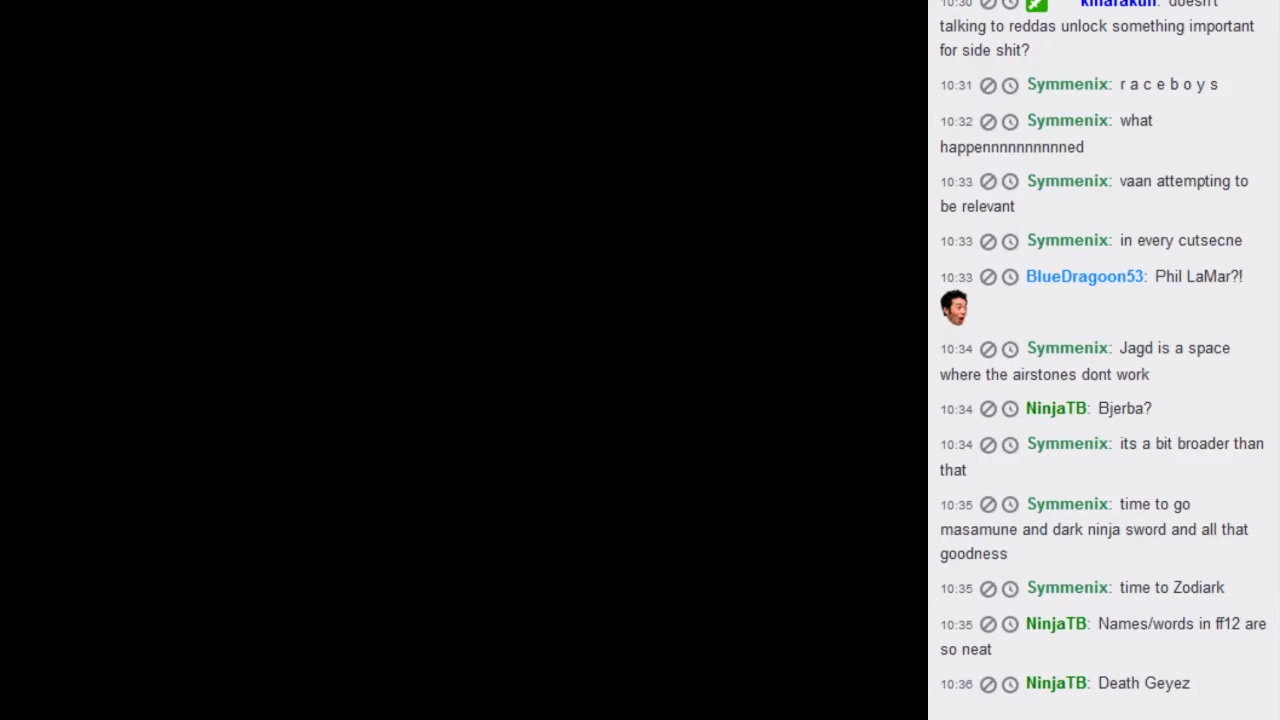 10:30 kinarakun: doesn't
talking to reddas unlock something important
for side shit?
10:31 Symmenix: r a c e b o y s
10:32 Symmenix: what
happennnnnnnnnned
10:33 Symmenix: vaan attempting to
be relevant
10:33 Symmenix: in every cutsecne
10:33 BlueDragoon53: Phil LaMar?!
10:34 Symmenix: Jagd is a space
where the airstones dont work
10:34 NinjaTB: Bjerba?
10:34 Symmenix: its a bit broader than
that
10:35 Symmenix: time to go
masamune and dark ninja sword and all that
goodness
10:35 Symmenix: time to Zodiark
10:35 NinjaTB: Names/words in ff12 are
so neat
10:36 NinjaTB: Death Geyez